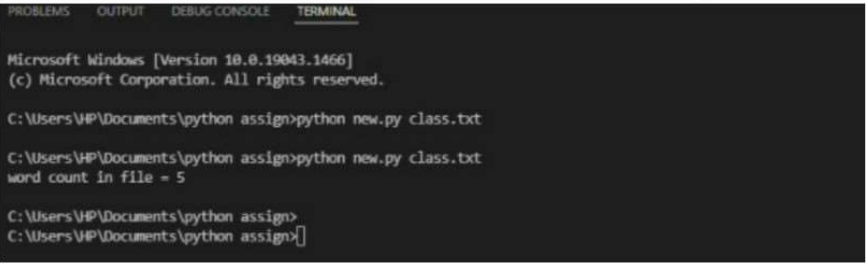 PROBLEMS OUTPUT DEBUG CONSOLE TERMINAL
Microsoft Windows [Version 10.0.19043.1466]
(c) Microsoft Corporation. All rights reserved.
C:\Users\HP\Documents\python assign>python new.py class.txt
C:\Users\HP\Documents\python assign>python new.py class.txt
word count in file = 5
C:\Users\HP\Documents\python assign>
C:\Users\HP\Documents\python assign>